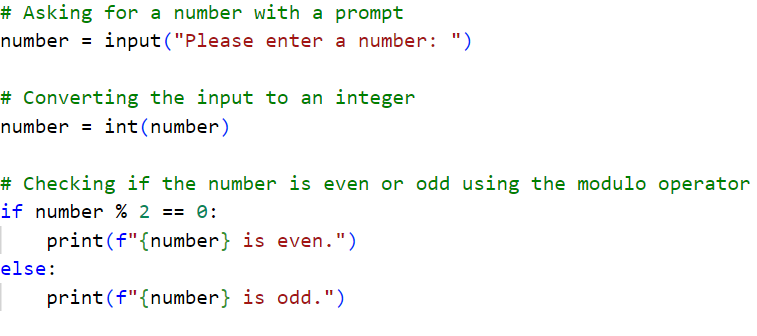 # Asking for a number with a prompt
number = input("Please enter a number: ")

# Converting the input to an integer
number = int(number)

# Checking if the number is even or odd using the modulo operator
if number % 2 == 0:
    print(f"{number} is even.")
else:
    print(f"{number} is odd.")